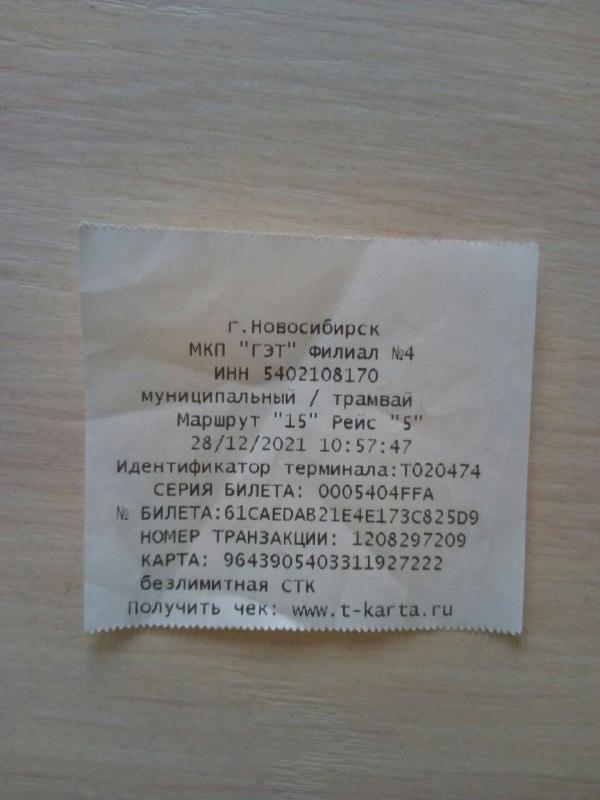 г.Новосибирск
МКП "ГЭТ" Филиал №4
ИНН 5402108170
муниципальный / трамвай
Маршрут "15" Рейс "5"
28/12/2021 10:57:47
Идентификатор терминала:T020474
СЕРИЯ БИЛЕТА: 0005404FFA
№ БИЛЕТА:61CAEDAB21E4E173C825D9
НОМЕР ТРАНЗАКЦИИ: 1208297209
КАРТА: 9643905403311927222
безлимитная СТК
Получить чек: www.t-karta.ru